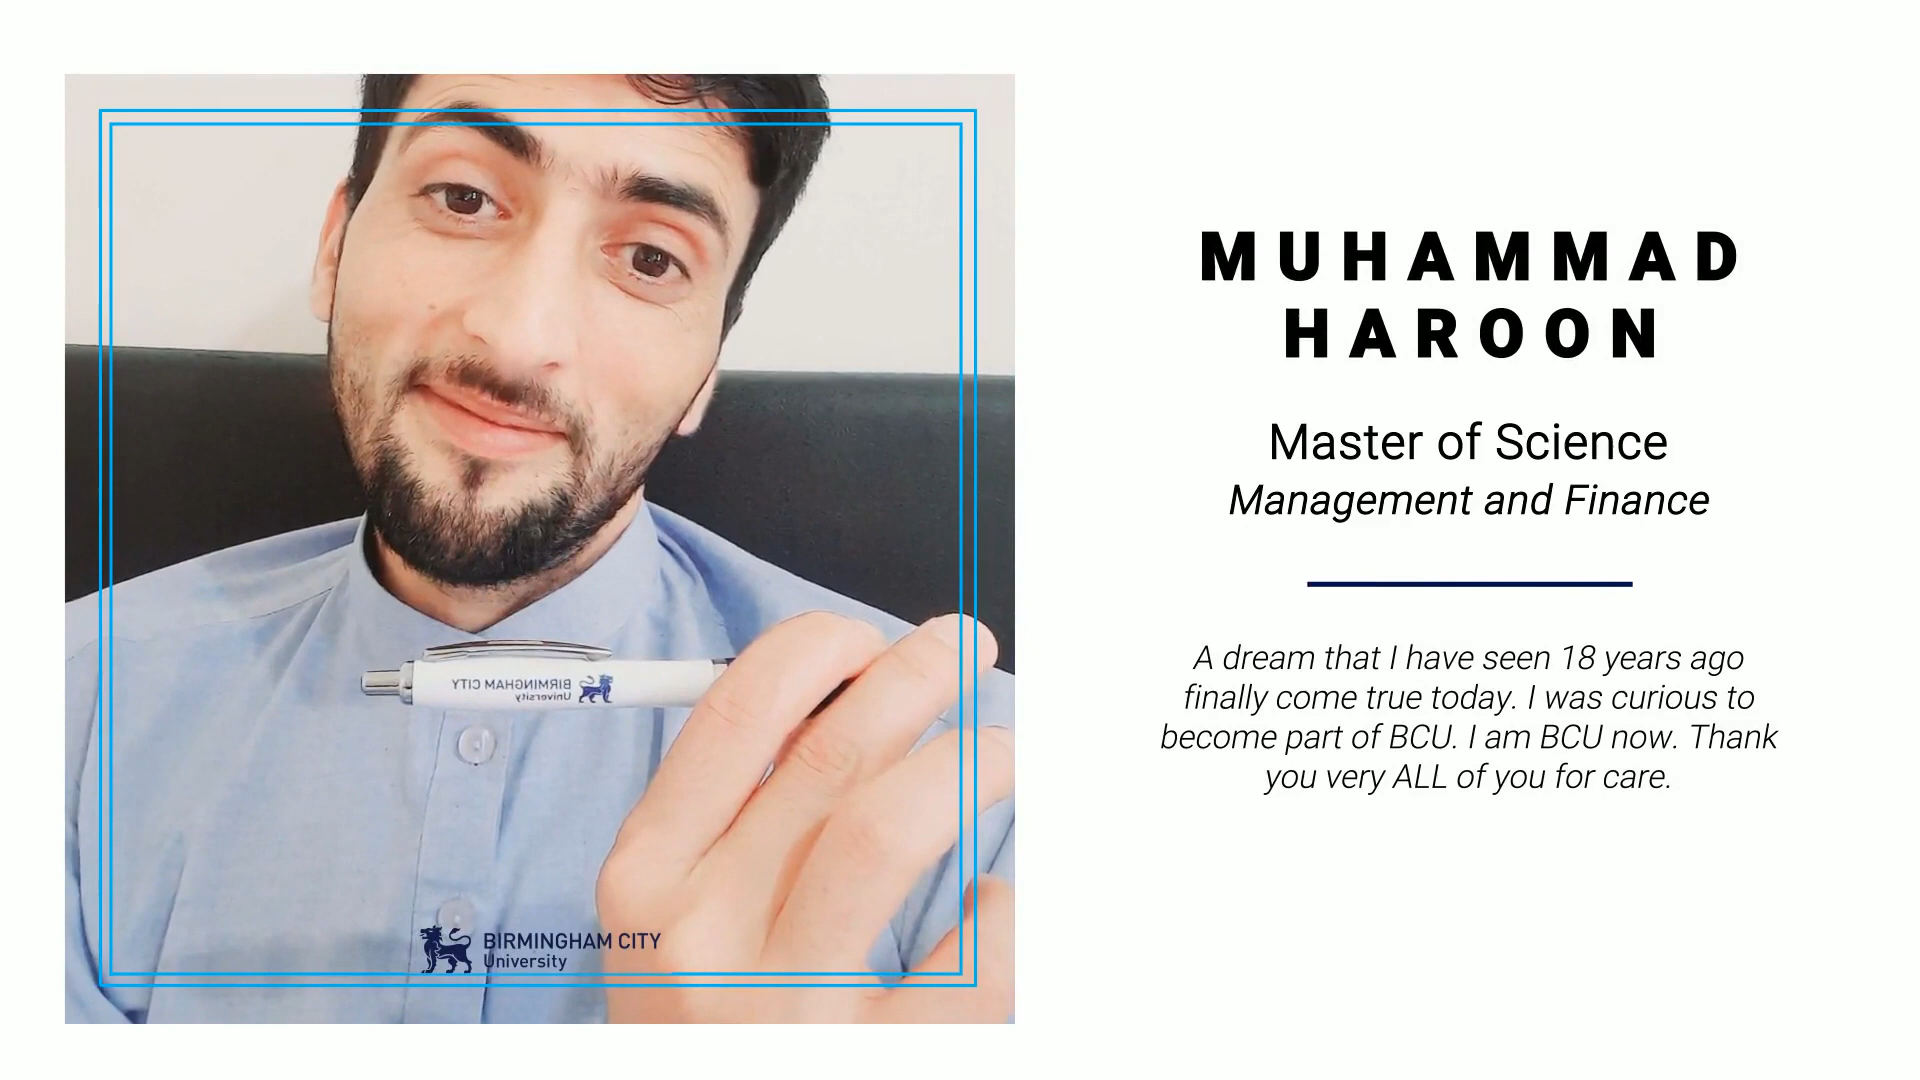 MUHAMMAD
HAROON
Master of Science
Management and Finance
A dream that I have seen 18 years ago
finally come true today. I was curious to
become part of BCU. I am BCU now. Thank
you very ALL of you for care.
BIRMINGHAM CITY
University
BIRMINGHAM CITY
University